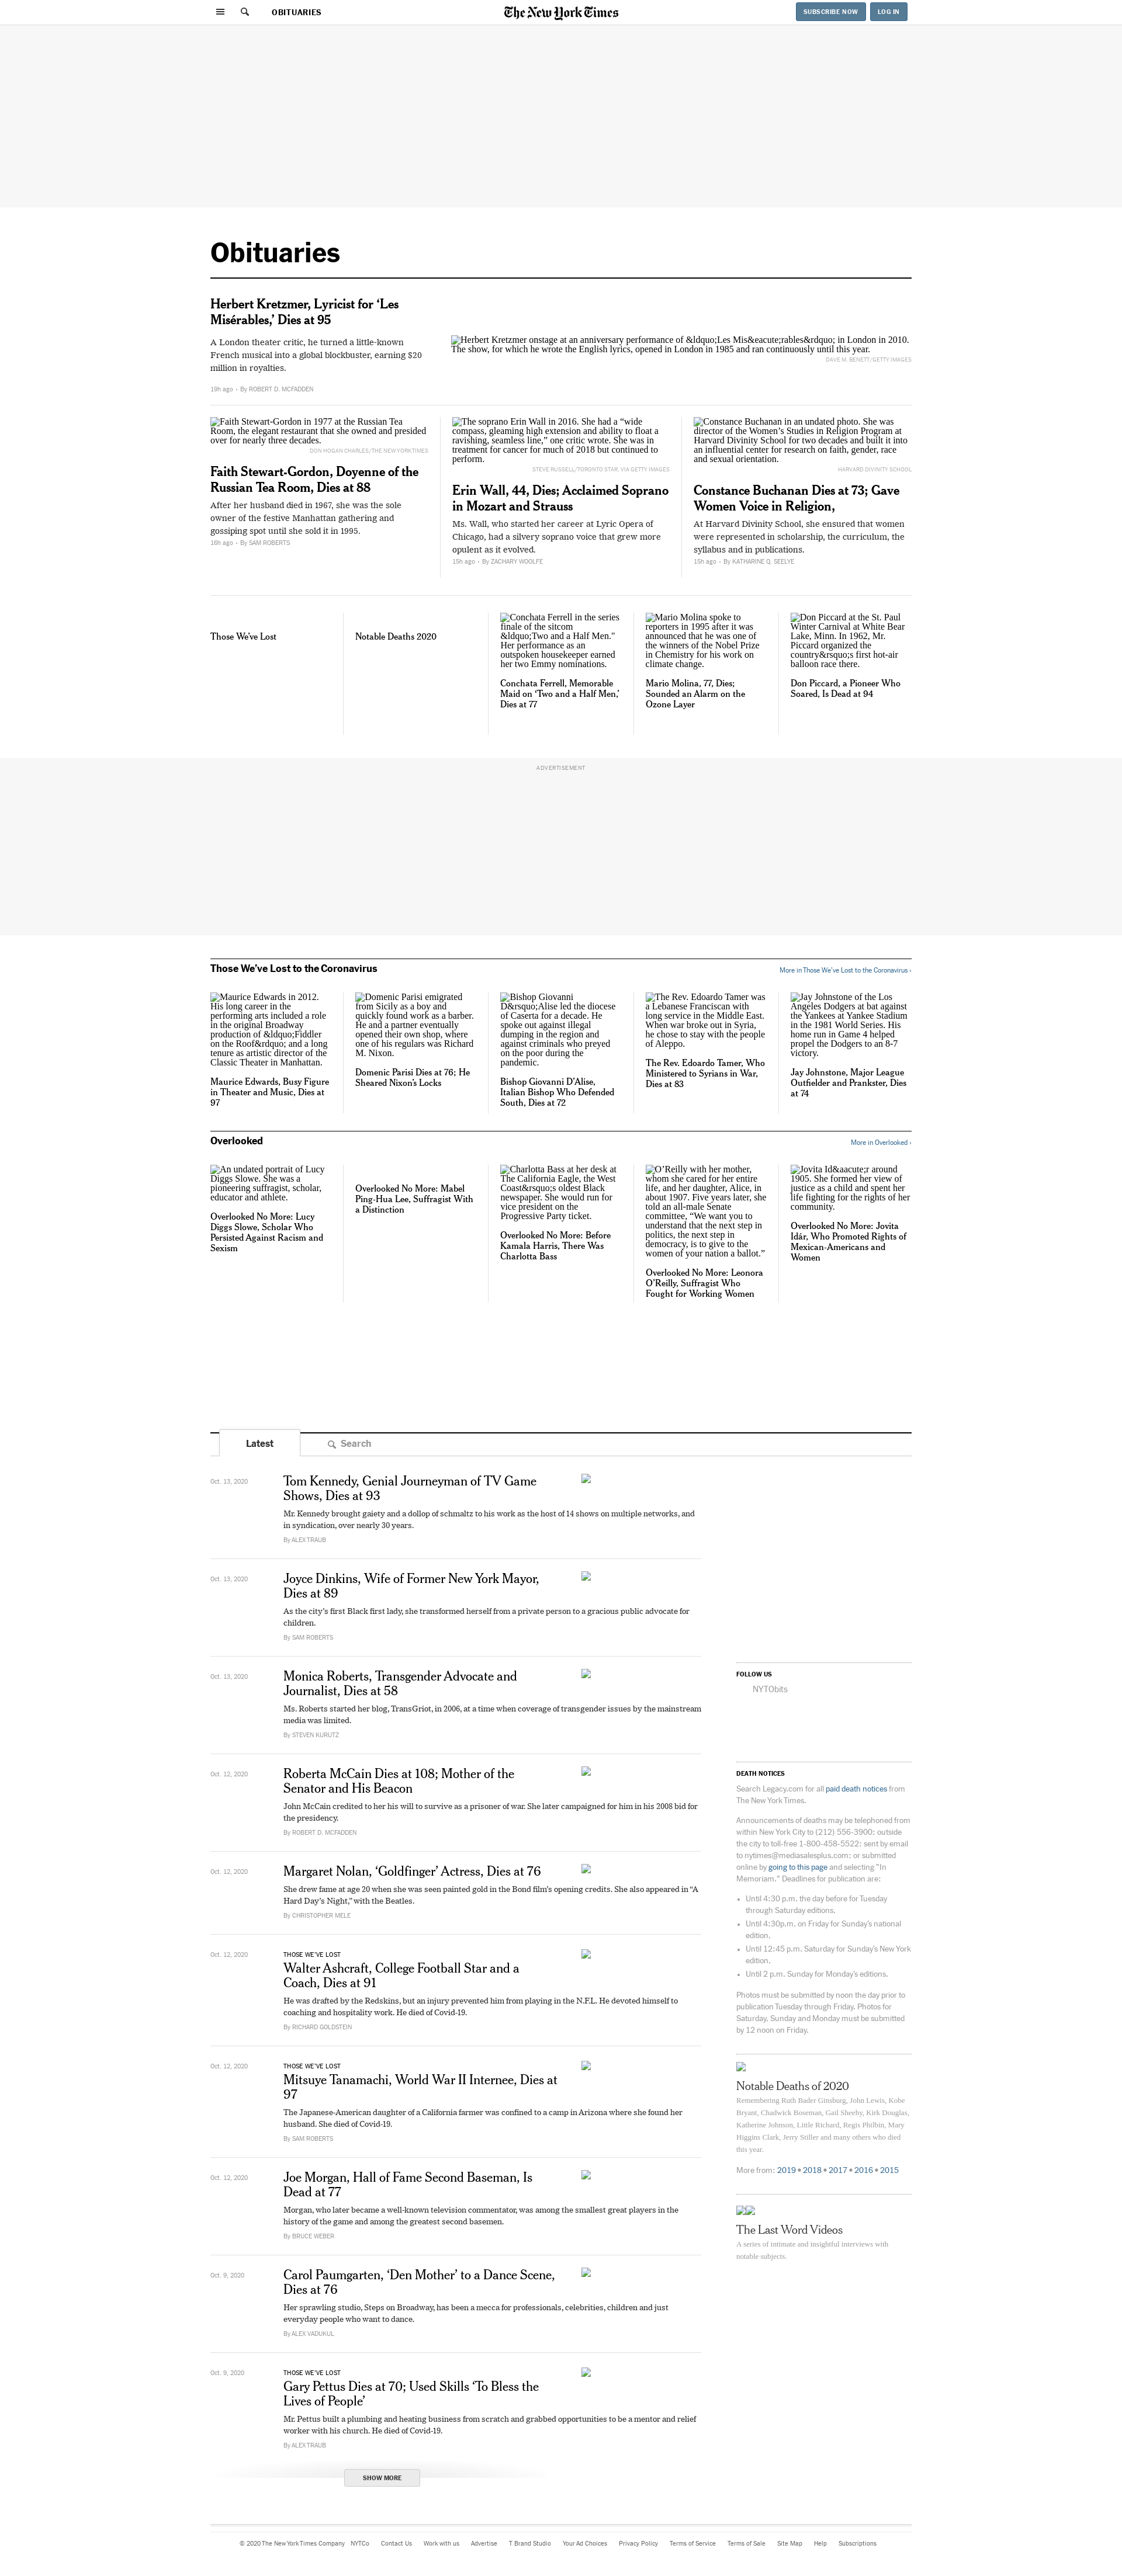 OBITUARIES
The New York Times
SUBSCRIBE NOW
LOG IN
Obituaries
Herbert Kretzmer, Lyricist for ‘Les
Misérables,’ Dies at 95
A London theater critic, he turned a little-known
French musical into a global blockbuster, earning $20
million in royalties.
19h ago · By ROBERT D. MCFADDEN
Herbert Kretzmer onstage at an anniversary performance of &ldquo;Les Mis&eacute;rables&rdquo; in London in 2010.
The show, for which he wrote the English lyrics, opened in London in 1985 and ran continuously until this year.
DAVE M. BENETT/GETTY IMAGES
Faith Stewart-Gordon in 1977 at the Russian Tea
Room, the elegant restaurant that she owned and presided
over for nearly three decades.
DON HOGAN CHARLES/THE NEW YORK TIMES
Faith Stewart-Gordon, Doyenne of the
Russian Tea Room, Dies at 88
After her husband died in 1967, she was the sole
owner of the festive Manhattan gathering and
gossiping spot until she sold it in 1995.
16h ago · By SAM ROBERTS
The soprano Erin Wall in 2016. She had a “wide
compass, gleaming high extension and ability to float a
ravishing, seamless line,” one critic wrote. She was in
treatment for cancer for much of 2018 but continued to
perform.
STEVE RUSSELL/TORONTO STAR, VIA GETTY IMAGES
Erin Wall, 44, Dies; Acclaimed Soprano
in Mozart and Strauss
Ms. Wall, who started her career at Lyric Opera of
Chicago, had a silvery soprano voice that grew more
opulent as it evolved.
15h ago · By ZACHARY WOOLFE
Constance Buchanan in an undated photo. She was
director of the Women’s Studies in Religion Program at
Harvard Divinity School for two decades and built it into
an influential center for research on faith, gender, race
and sexual orientation.
HARVARD DIVINITY SCHOOL
Constance Buchanan Dies at 73; Gave
Women Voice in Religion,
At Harvard Divinity School, she ensured that women
were represented in scholarship, the curriculum, the
syllabus and in publications.
15h ago · By KATHARINE Q. SEELYE
Those We’ve Lost
Notable Deaths 2020
Conchata Ferrell in the series
finale of the sitcom
&ldquo;Two and a Half Men."
Her performance as an
outspoken housekeeper earned
her two Emmy nominations.
Conchata Ferrell, Memorable
Maid on ‘Two and a Half Men,’
Dies at 77
Mario Molina spoke to
reporters in 1995 after it was
announced that he was one of
the winners of the Nobel Prize
in Chemistry for his work on
climate change.
Mario Molina, 77, Dies;
Sounded an Alarm on the
Ozone Layer
Don Piccard at the St. Paul
Winter Carnival at White Bear
Lake, Minn. In 1962, Mr.
Piccard organized the
country&rsquo;s first hot-air
balloon race there.
Don Piccard, a Pioneer Who
Soared, Is Dead at 94
ADVERTISEMENT
Those We’ve Lost to the Coronavirus
More in Those We’ve Lost to the Coronavirus ›
Maurice Edwards in 2012.
His long career in the
performing arts included a role
in the original Broadway
production of &ldquo;Fiddler
on the Roof&rdquo; and a long
tenure as artistic director of the
Classic Theater in Manhattan.
Maurice Edwards, Busy Figure
in Theater and Music, Dies at
97
Domenic Parisi emigrated
from Sicily as a boy and
quickly found work as a barber.
He and a partner eventually
opened their own shop, where
one of his regulars was Richard
M. Nixon.
Domenic Parisi Dies at 76; He
Sheared Nixon’s Locks
Bishop Giovanni
D&rsquo;Alise led the diocese
of Caserta for a decade. He
spoke out against illegal
dumping in the region and
against criminals who preyed
on the poor during the
pandemic.
Bishop Giovanni D’Alise,
Italian Bishop Who Defended
South, Dies at 72
The Rev. Edoardo Tamer was
a Lebanese Franciscan with
long service in the Middle East.
When war broke out in Syria,
he chose to stay with the people
of Aleppo.
The Rev. Edoardo Tamer, Who
Ministered to Syrians in War,
Dies at 83
Jay Johnstone of the Los
Angeles Dodgers at bat against
the Yankees at Yankee Stadium
in the 1981 World Series. His
home run in Game 4 helped
propel the Dodgers to an 8-7
victory.
Jay Johnstone, Major League
Outfielder and Prankster, Dies
at 74
Overlooked
More in Overlooked ›
An undated portrait of Lucy
Diggs Slowe. She was a
pioneering suffragist, scholar,
educator and athlete.
Overlooked No More: Lucy
Diggs Slowe, Scholar Who
Persisted Against Racism and
Sexism
Overlooked No More: Mabel
Ping-Hua Lee, Suffragist With
a Distinction
Charlotta Bass at her desk at
The California Eagle, the West
Coast&rsquo;s oldest Black
newspaper. She would run for
vice president on the
Progressive Party ticket.
Overlooked No More: Before
Kamala Harris, There Was
Charlotta Bass
O’Reilly with her mother,
whom she cared for her entire
life, and her daughter, Alice, in
about 1907. Five years later, she
told an all-male Senate
committee, “We want you to
understand that the next step in
politics, the next step in
democracy, is to give to the
women of your nation a ballot.”
Overlooked No More: Leonora
O’Reilly, Suffragist Who
Fought for Working Women
Jovita Id&aacute;r around
1905. She formed her view of
justice as a child and spent her
life fighting for the rights of her
community.
Overlooked No More: Jovita
Idár, Who Promoted Rights of
Mexican-Americans and
Women
Latest
Search
Oct. 13, 2020
Tom Kennedy, Genial Journeyman of TV Game
Shows, Dies at 93
Mr. Kennedy brought gaiety and a dollop of schmaltz to his work as the host of 14 shows on multiple networks, and
in syndication, over nearly 30 years.
By ALEX TRAUB
Oct. 13, 2020
Joyce Dinkins, Wife of Former New York Mayor,
Dies at 89
As the city’s first Black first lady, she transformed herself from a private person to a gracious public advocate for
children.
By SAM ROBERTS
Oct. 13, 2020
Monica Roberts, Transgender Advocate and
Journalist, Dies at 58
Ms. Roberts started her blog, TransGriot, in 2006, at a time when coverage of transgender issues by the mainstream
media was limited.
By STEVEN KURUTZ
Oct. 12, 2020
Roberta McCain Dies at 108; Mother of the
Senator and His Beacon
John McCain credited to her his will to survive as a prisoner of war. She later campaigned for him in his 2008 bid for
the presidency.
By ROBERT D. MCFADDEN
Oct. 12, 2020
Margaret Nolan, ‘Goldfinger’ Actress, Dies at 76
She drew fame at age 20 when she was seen painted gold in the Bond film’s opening credits. She also appeared in “A
Hard Day’s Night,” with the Beatles.
By CHRISTOPHER MELE
Oct. 12, 2020
THOSE WE’VE LOST
Walter Ashcraft, College Football Star and a
Coach, Dies at 91
He was drafted by the Redskins, but an injury prevented him from playing in the N.F.L. He devoted himself to
coaching and hospitality work. He died of Covid-19.
By RICHARD GOLDSTEIN
Oct. 12, 2020
THOSE WE’VE LOST
Mitsuye Tanamachi, World War II Internee, Dies at
97
The Japanese-American daughter of a California farmer was confined to a camp in Arizona where she found her
husband. She died of Covid-19.
By SAM ROBERTS
Oct. 12, 2020
Joe Morgan, Hall of Fame Second Baseman, Is
Dead at 77
Morgan, who later became a well-known television commentator, was among the smallest great players in the
history of the game and among the greatest second basemen.
By BRUCE WEBER
Oct. 9, 2020
Carol Paumgarten, ‘Den Mother’ to a Dance Scene,
Dies at 76
Her sprawling studio, Steps on Broadway, has been a mecca for professionals, celebrities, children and just
everyday people who want to dance.
By ALEX VADUKUL
Oct. 9, 2020
THOSE WE’VE LOST
Gary Pettus Dies at 70; Used Skills ‘To Bless the
Lives of People’
Mr. Pettus built a plumbing and heating business from scratch and grabbed opportunities to be a mentor and relief
worker with his church. He died of Covid-19.
By ALEX TRAUB
SHOW MORE
FOLLOW US
NYTObits
DEATH NOTICES
Search Legacy.com for all paid death notices from
The New York Times.
Announcements of deaths may be telephoned from
within New York City to (212) 556-3900; outside
the city to toll-free 1-800-458-5522; sent by email
to nytimes@mediasalesplus.com; or submitted
online by going to this page and selecting "In
Memoriam." Deadlines for publication are:
• Until 4:30 p.m. the day before for Tuesday
through Saturday editions.
• Until 4:30p.m. on Friday for Sunday’s national
edition.
• Until 12:45 p.m. Saturday for Sunday’s New York
edition.
• Until 2 p.m. Sunday for Monday’s editions.
Photos must be submitted by noon the day prior to
publication Tuesday through Friday. Photos for
Saturday, Sunday and Monday must be submitted
by 12 noon on Friday.
Notable Deaths of 2020
Remembering Ruth Bader Ginsburg, John Lewis, Kobe
Bryant, Chadwick Boseman, Gail Sheehy, Kirk Douglas,
Katherine Johnson, Little Richard, Regis Philbin, Mary
Higgins Clark, Jerry Stiller and many others who died
this year.
More from: 2019 • 2018 • 2017 • 2016 • 2015
The Last Word Videos
A series of intimate and insightful interviews with
notable subjects.
© 2020 The New York Times Company NYTCo Contact Us Work with us Advertise T Brand Studio Your Ad Choices Privacy Policy Terms of Service Terms of Sale Site Map Help Subscriptions